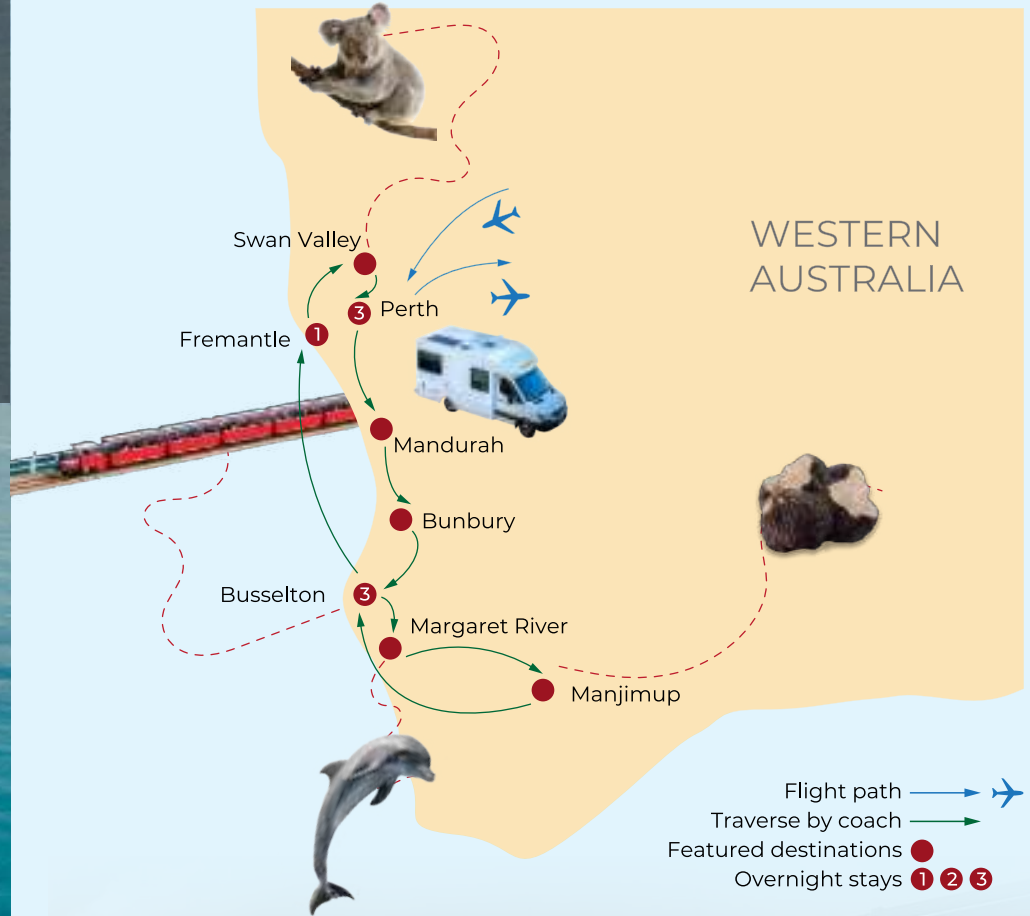 WESTERN
AUSTRALIA
Swan Valley
3 Perth
Fremantle 1
Mandurah
Bunbury
Busselton 3
Margaret River
Manjimup
Flight path
Traverse by coach
Featured destinations
Overnight stays 1 2 3